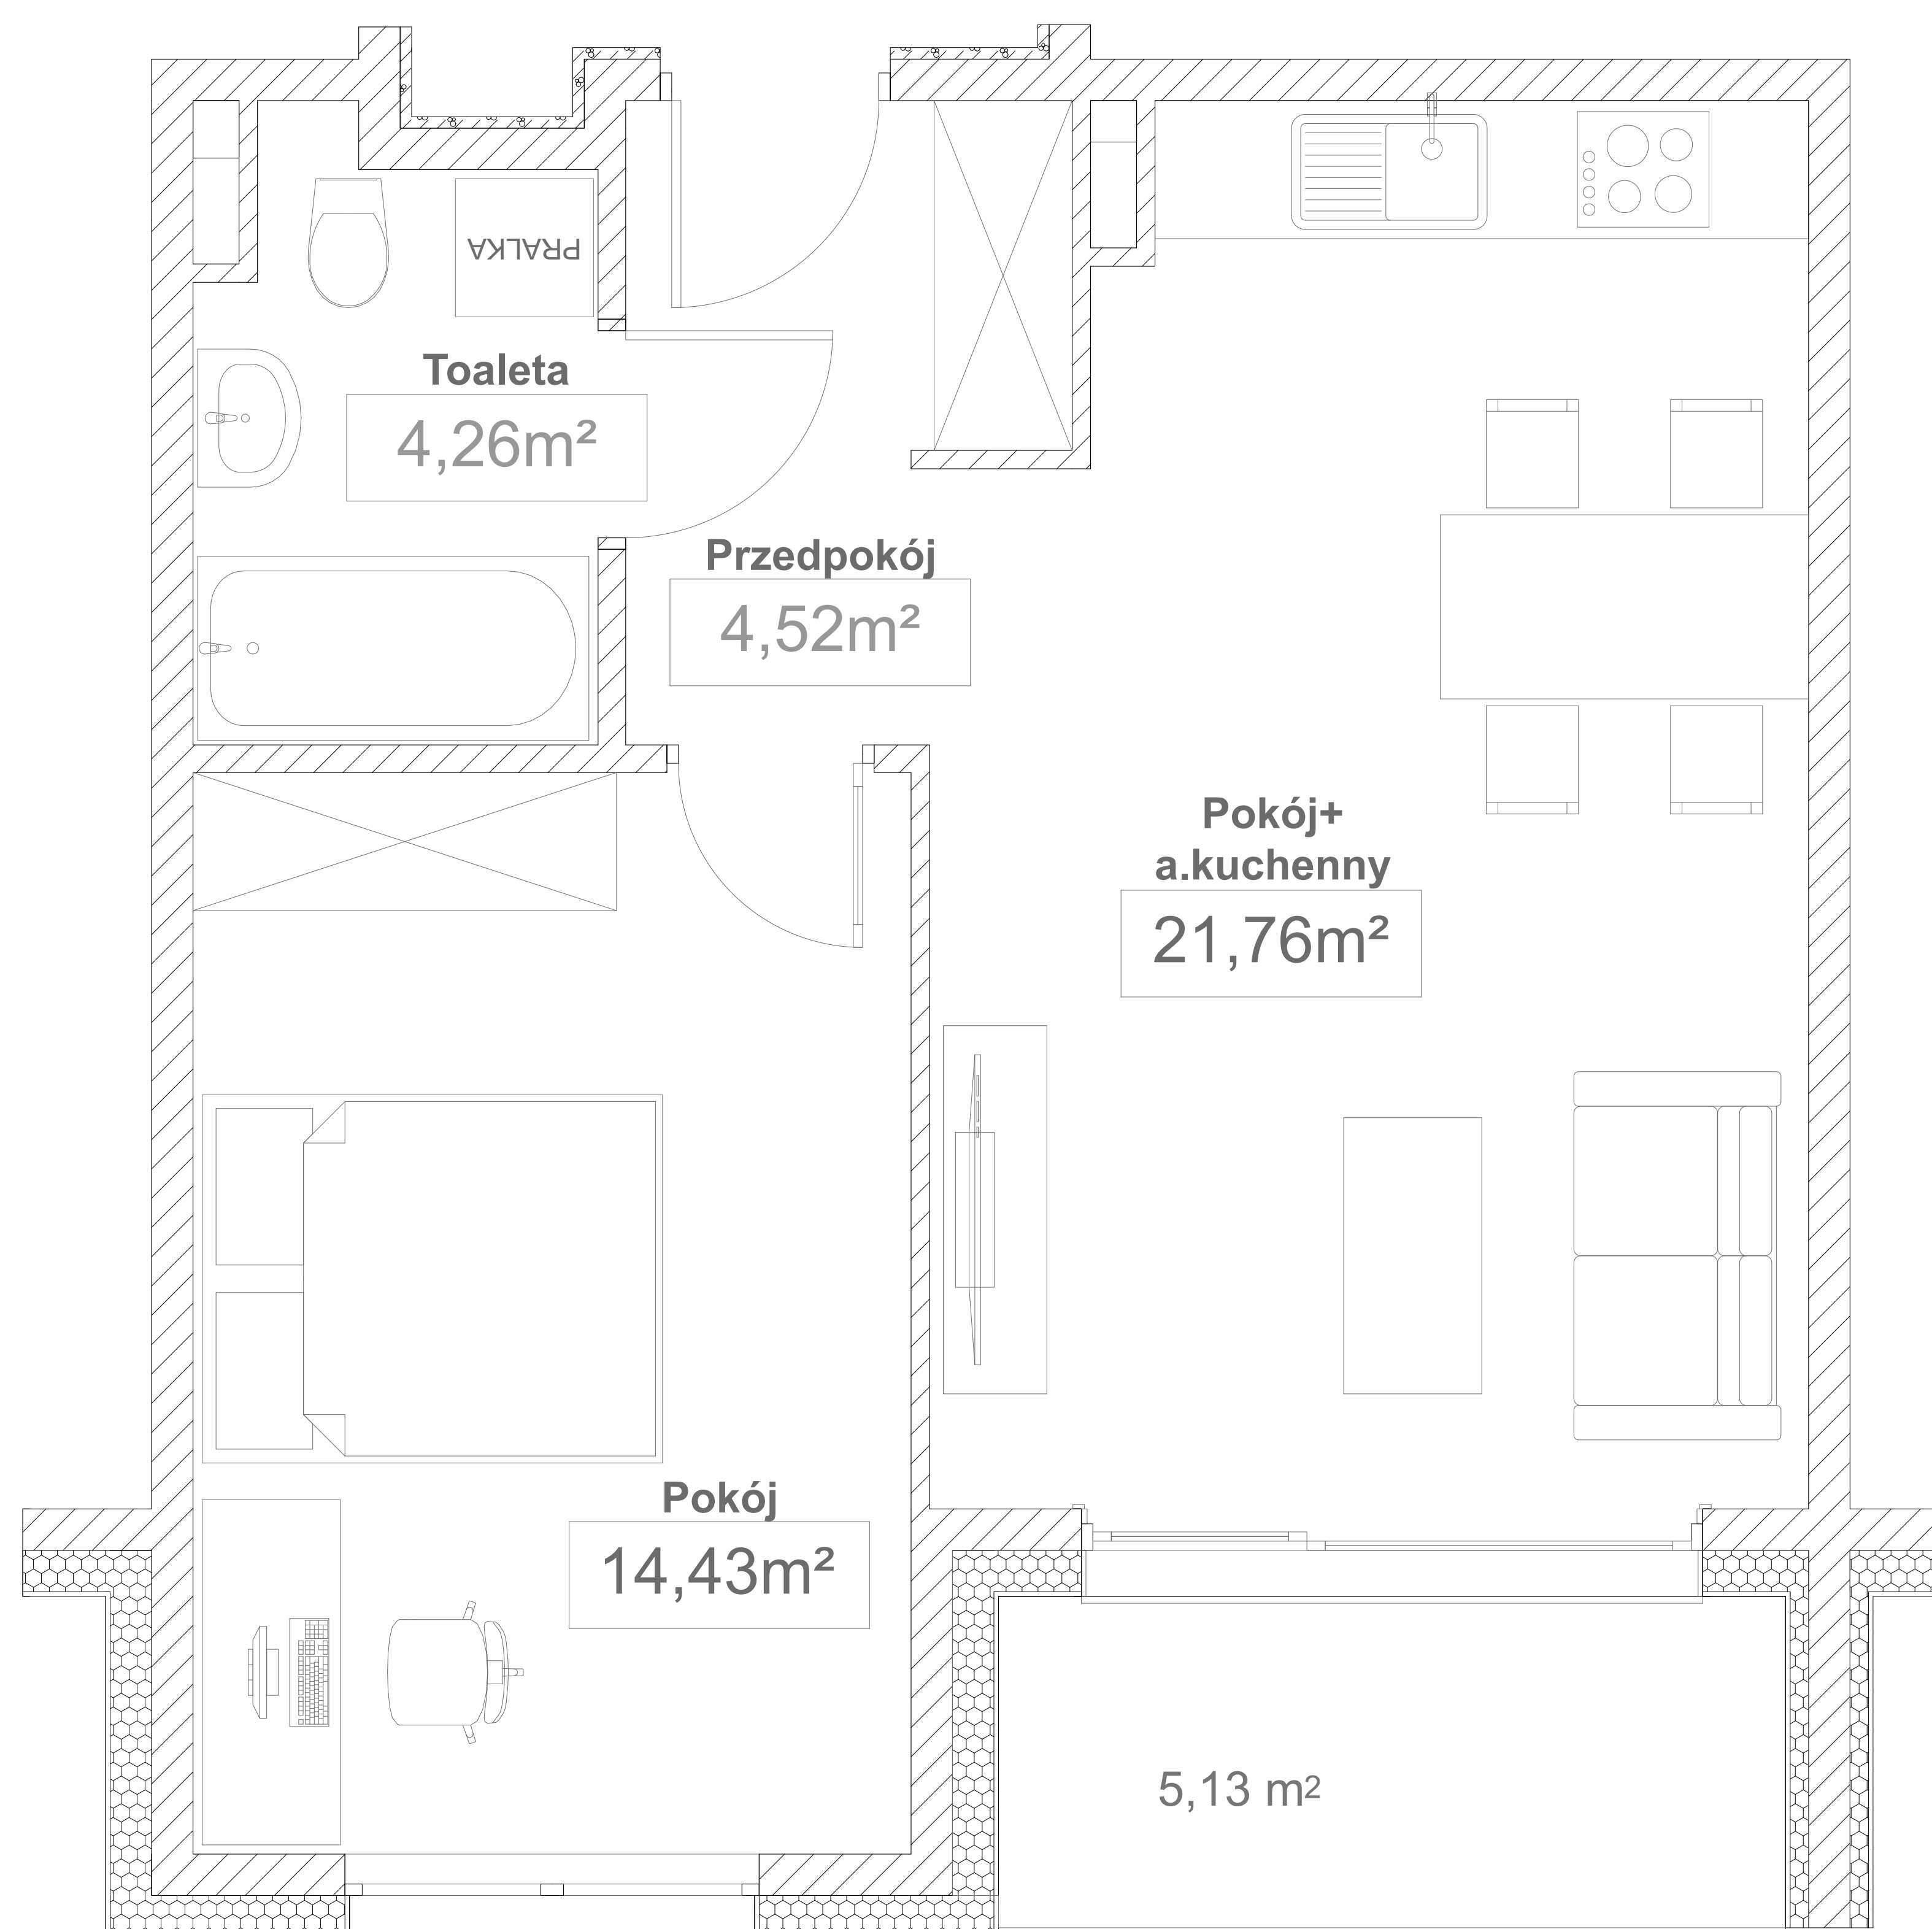 PRALKA
Toaleta
4,26m²
Przedpokój
4,52m²
Pokój+
a.kuchenny
21,76m²
Pokój
14,43m²
5,13 m²